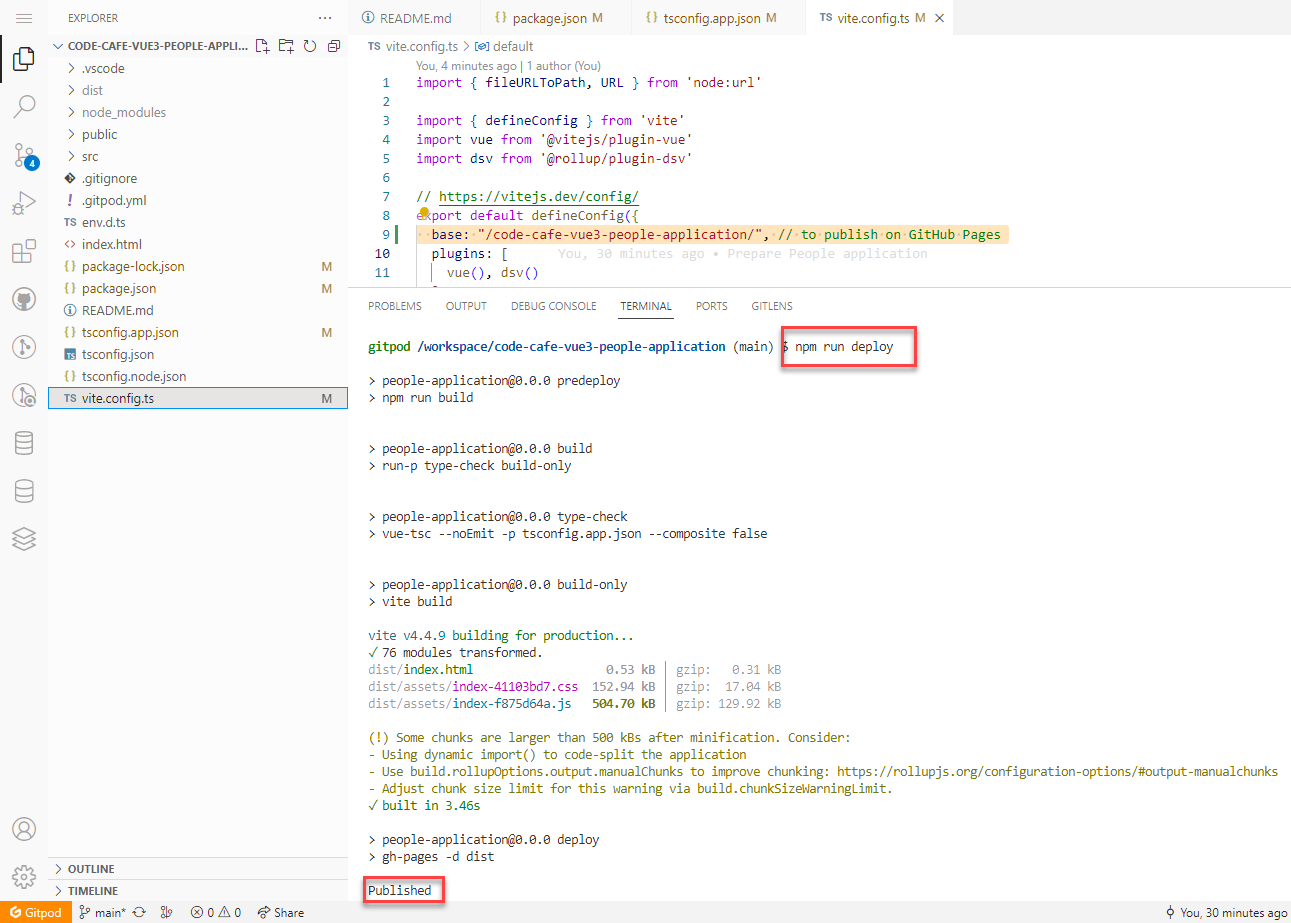 EXPLORER
CODE-CAFE-VUE3-PEOPLE-APPLI...
.vscode
dist
node_modules
public
src
.gitignore
! .gitpod.yml
TS env.d.ts
<> index.html
{} package-lock.json M
{} package.json M
README.md
{} tsconfig.app.json M
TS tsconfig.json
{} tsconfig.node.json
TS vite.config.ts M
4
OUTLINE
TIMELINE
README.md {} package.json M {} tsconfig.app.json M TS vite.config.ts M
TS vite.config.ts > default
You, 4 minutes ago | 1 author (You)
1 import { fileURLToPath, URL } from 'node:url'
2
3 import { defineConfig } from 'vite'
4 import vue from '@vitejs/plugin-vue'
5 import dsv from '@rollup/plugin-dsv'
6
7 // https://vitejs.dev/config/
8 export default defineConfig({
9 base: "/code-cafe-vue3-people-application/", // to publish on GitHub Pages
10 plugins: [ You, 30 minutes ago • Prepare People application
11 vue(), dsv()
PROBLEMS OUTPUT DEBUG CONSOLE TERMINAL PORTS GITLENS
gitpod /workspace/code-cafe-vue3-people-application (main) $ npm run deploy
> people-application@0.0.0 predeploy
> npm run build
> people-application@0.0.0 build
> run-p type-check build-only
> people-application@0.0.0 type-check
> vue-tsc --noEmit -p tsconfig.app.json --composite false
> people-application@0.0.0 build-only
> vite build
vite v4.4.9 building for production...
✓ 76 modules transformed.
dist/index.html 0.53 kB | gzip: 0.31 kB
dist/assets/index-41103bd7.css 152.94 kB | gzip: 17.04 kB
dist/assets/index-f875d64a.js 504.70 kB | gzip: 129.92 kB
(!) Some chunks are larger than 500 kBs after minification. Consider:
- Using dynamic import() to code-split the application
- Use build.rollupOptions.output.manualChunks to improve chunking: https://rollupjs.org/configuration-options/#output-manualchunks
- Adjust chunk size limit for this warning via build.chunkSizeWarningLimit.
✓ built in 3.46s
> people-application@0.0.0 deploy
> gh-pages -d dist
Published
Gitpod main* 0 0 Share You, 30 minutes ago